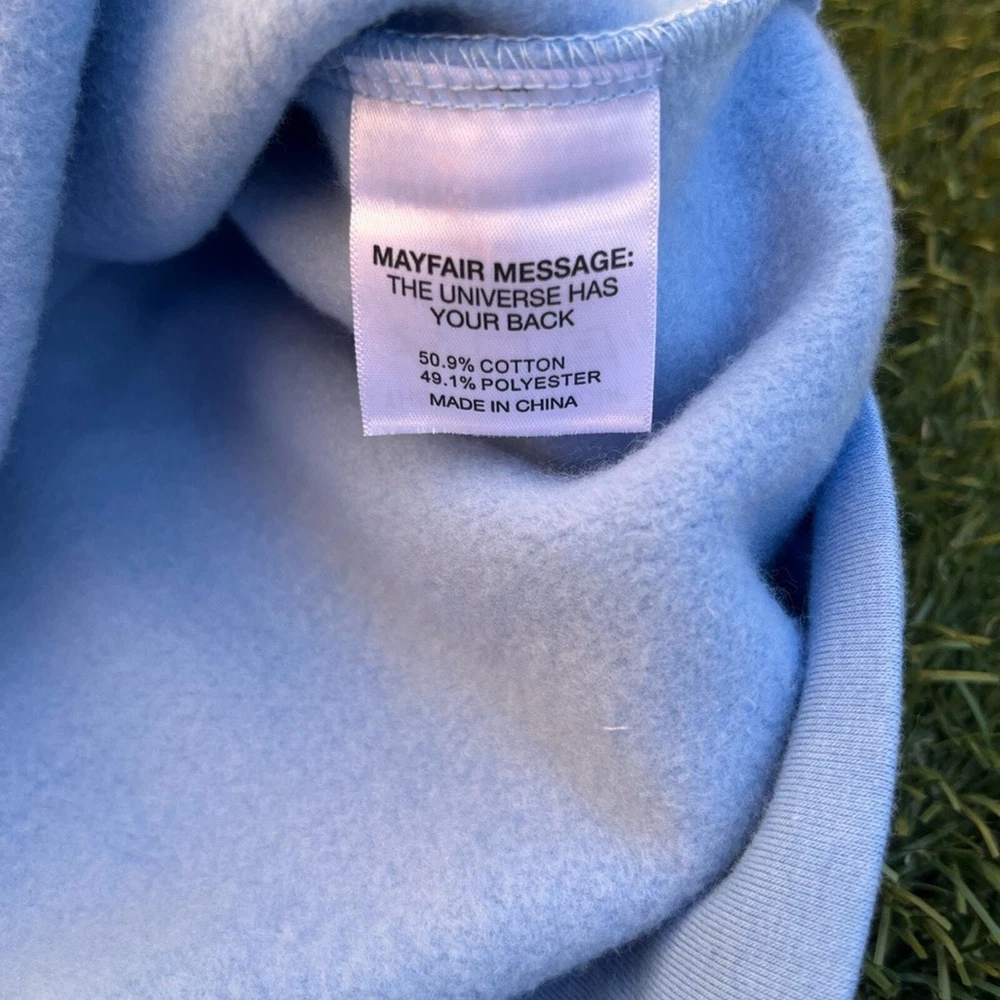 MAYFAIR MESSAGE:
THE UNIVERSE HAS
YOUR BACK
50.9% COTTON
49.1% POLYESTER
MADE IN CHINA